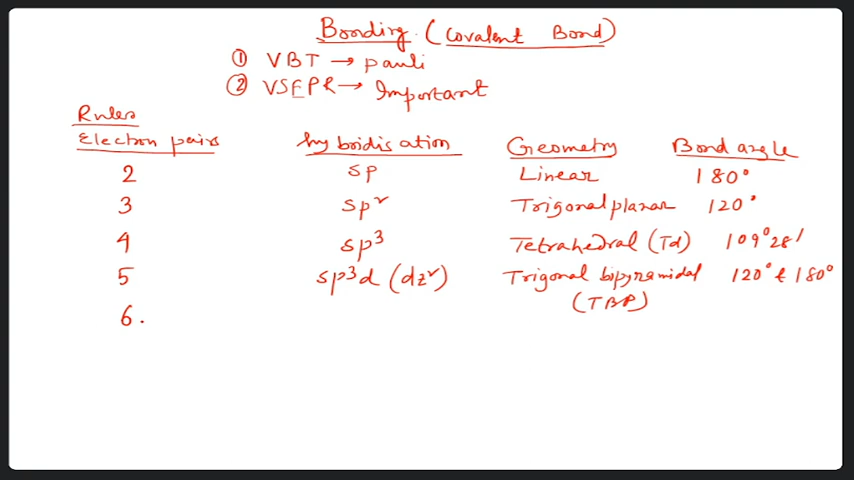 Bonding. (Covalent Bond)
① VBT → pauli
② VSEPR → Important
Rules
Electron pairs hybridisation Geometry Bond angle
2 sp Linear 180°
3 sp² Trigonal planar 120°
4 sp³ Tetrahedral (Td) 109°28'
5 sp³d (dz²) Trigonal bipyramidal 120° & 180°
(TBP)
6.